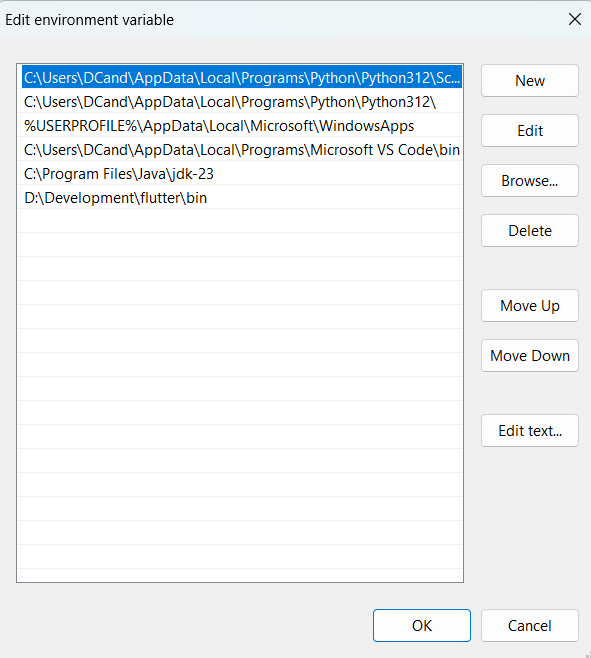 Edit environment variable
C:\Users\DCand\AppData\Local\Programs\Python\Python312\Sc...
C:\Users\DCand\AppData\Local\Programs\Python\Python312\
%USERPROFILE%\AppData\Local\Microsoft\WindowsApps
C:\Users\DCand\AppData\Local\Programs\Microsoft VS Code\bin
C:\Program Files\Java\jdk-23
D:\Development\flutter\bin
New
Edit
Browse...
Delete
Move Up
Move Down
Edit text...
OK
Cancel